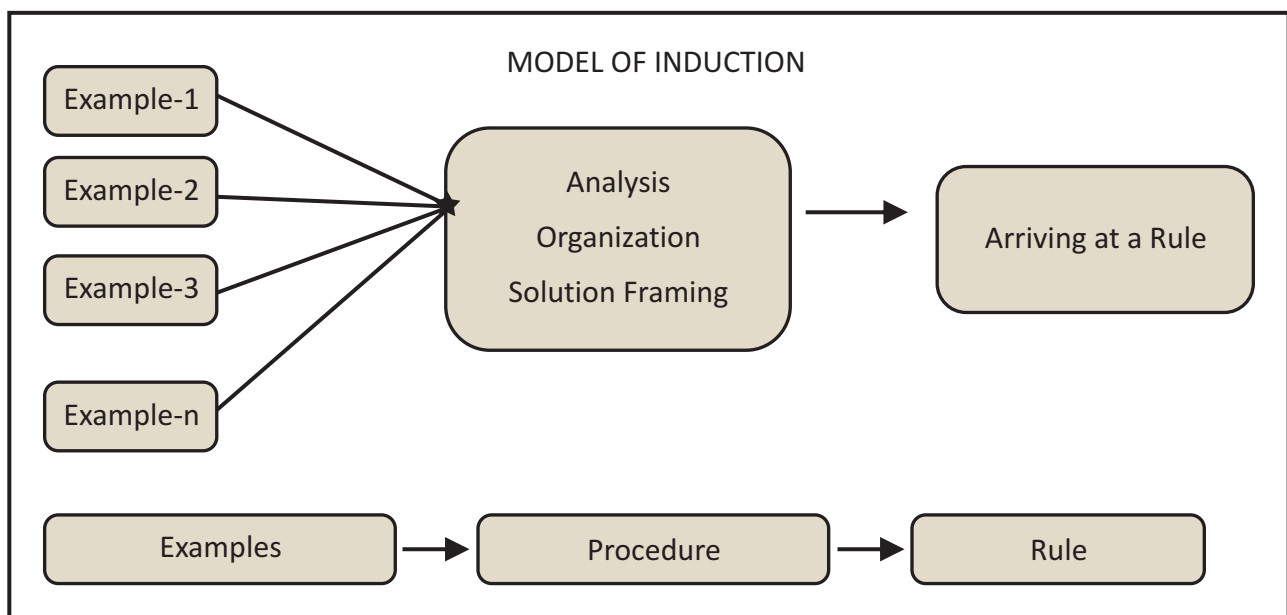 MODEL OF INDUCTION
Example-1
Example-2
Example-3
Example-n
Analysis
Organization
Solution Framing
Arriving at a Rule
Examples
Procedure
Rule